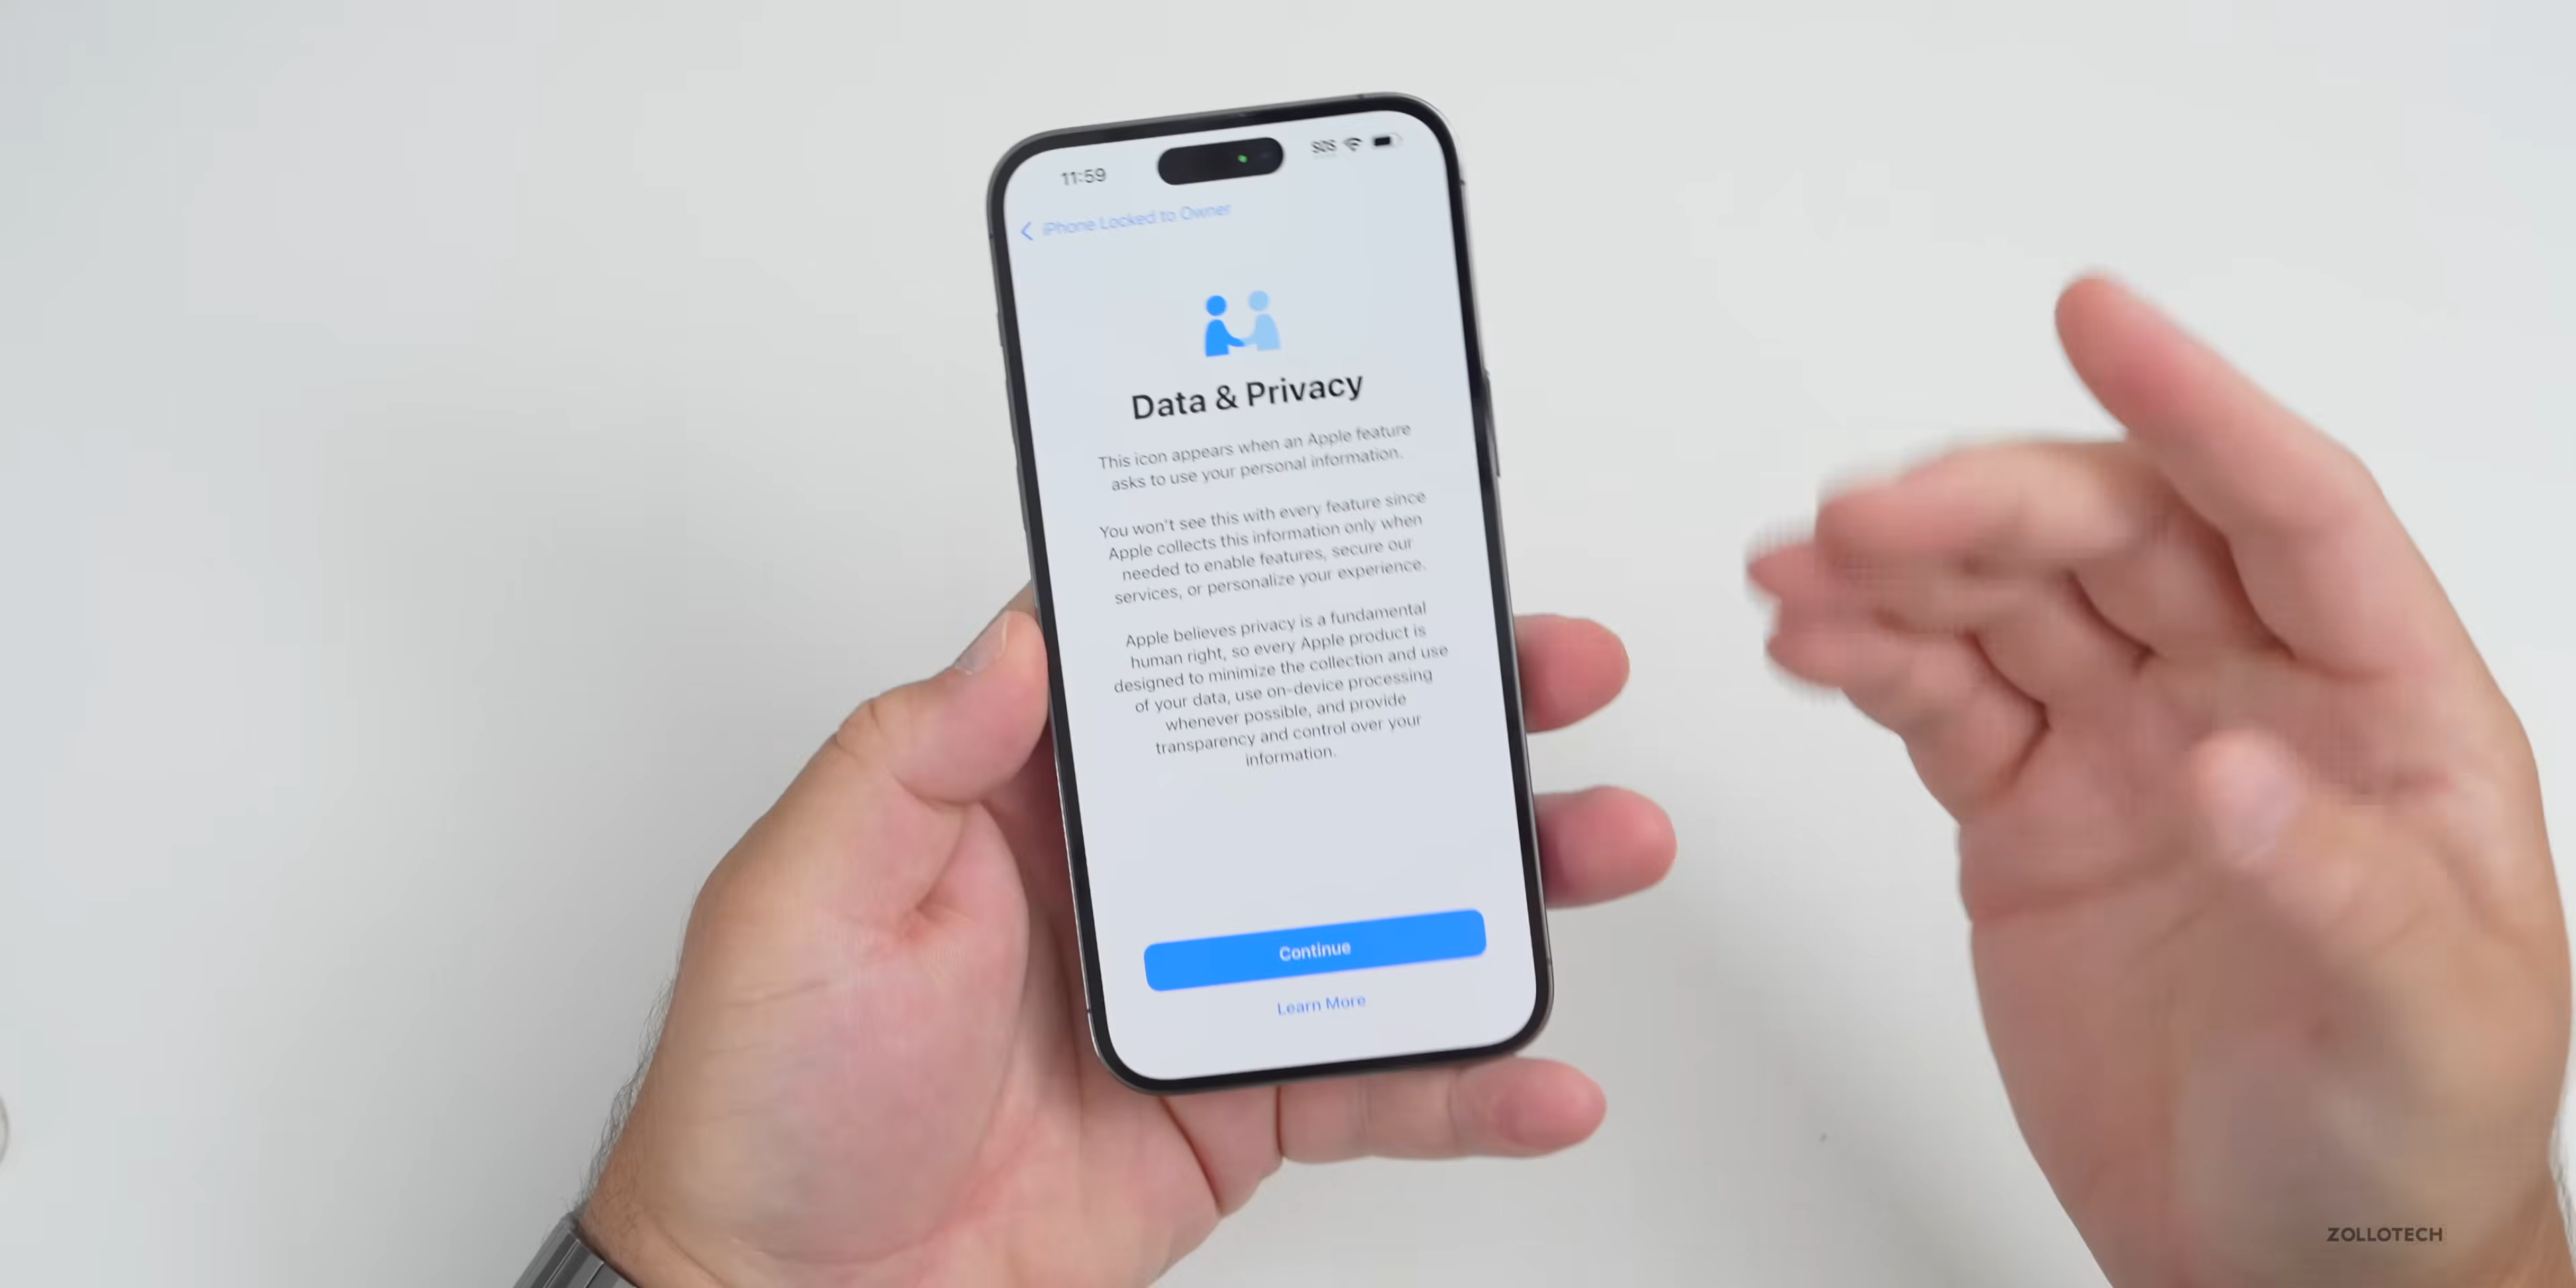 11:59
SOS
iPhone Locked to Owner
Data & Privacy
This icon appears when an Apple feature
asks to use your personal information.
You won't see this with every feature since
Apple collects this information only when
needed to enable features, secure our
services, or personalize your experience.
Apple believes privacy is a fundamental
human right, so every Apple product is
designed to minimize the collection and use
of your data, use on-device processing
whenever possible, and provide
transparency and control over your
information.
Continue
Learn More
ZOLLOTECH